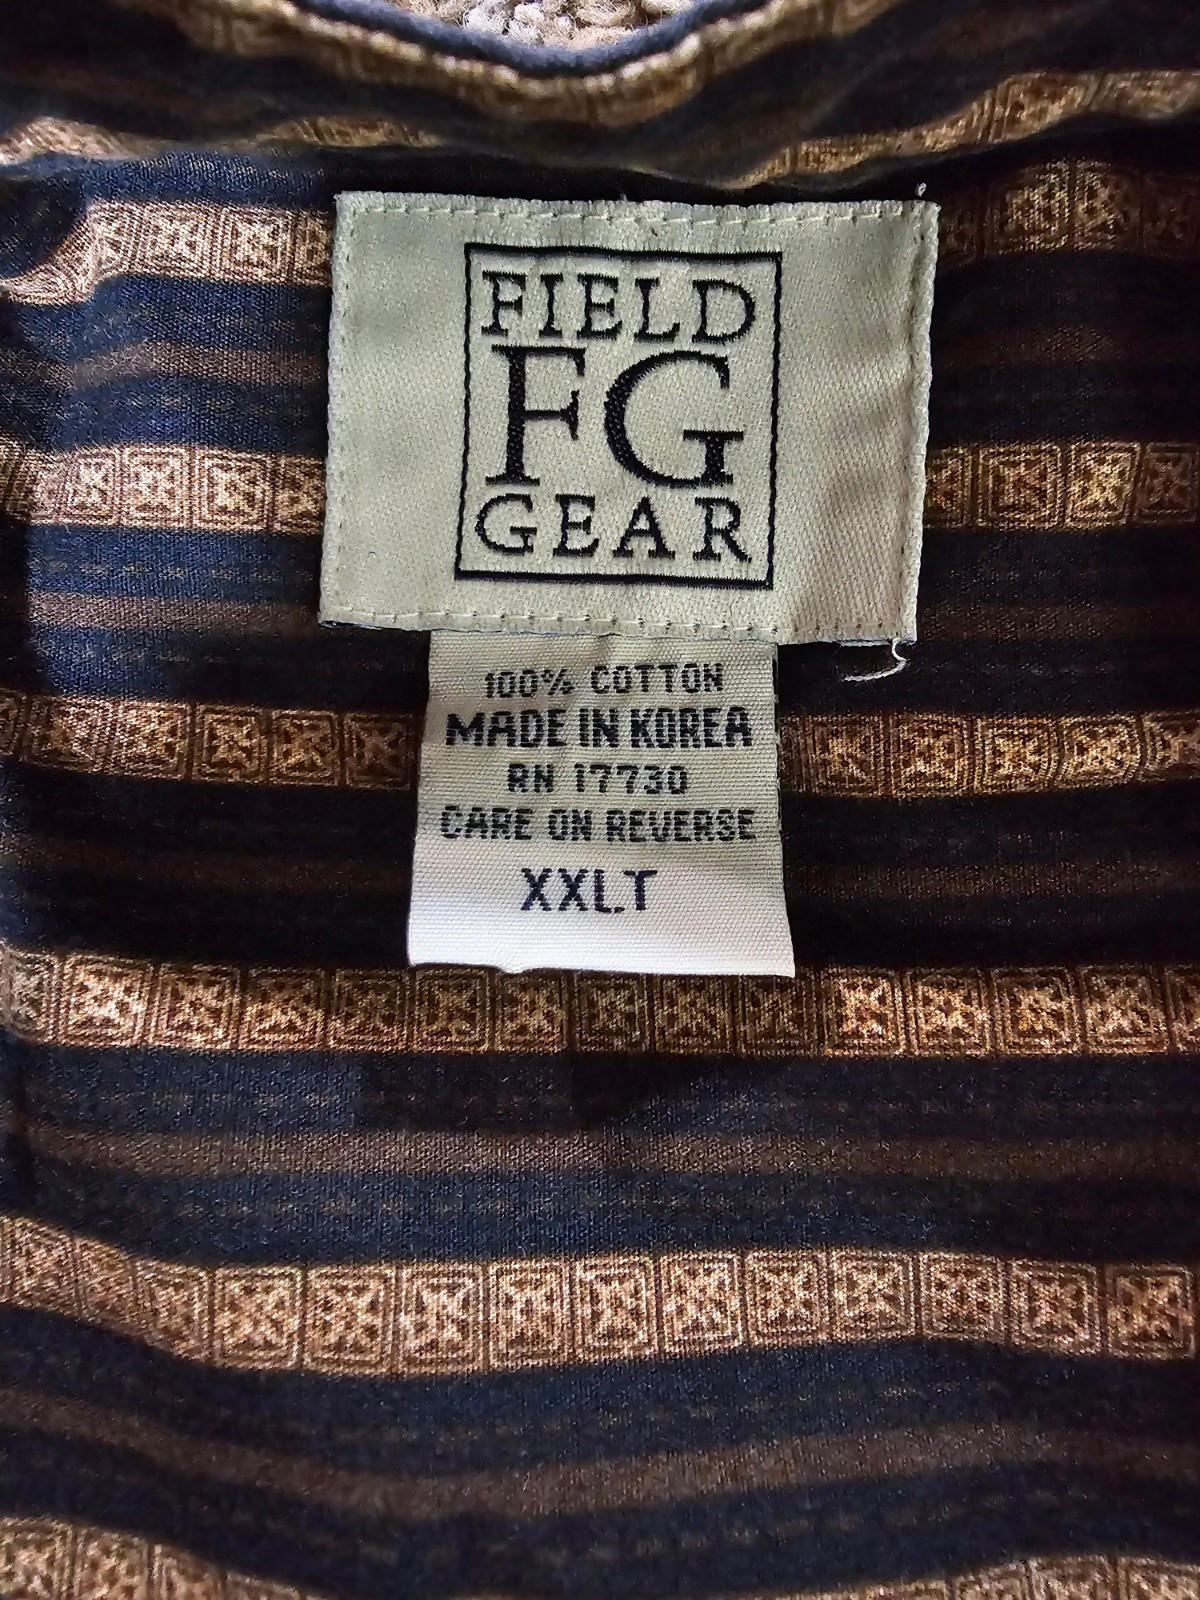 FIELD
FG
GEAR
100% COTTON
MADE IN KOREA
RN 17730
CARE ON REVERSE
XXLT